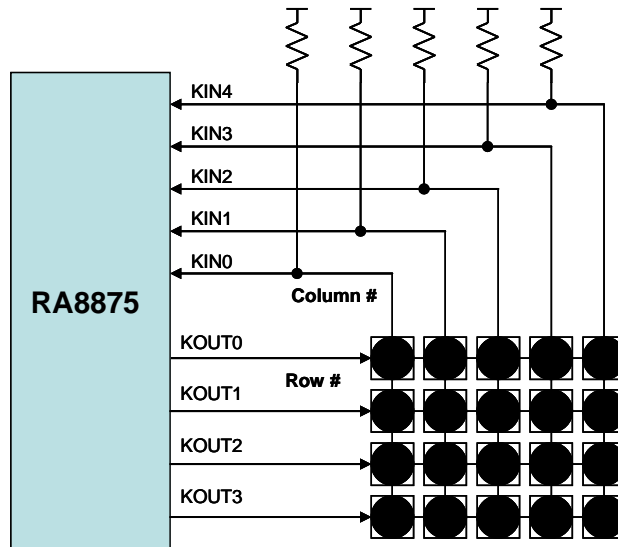 KIN4
KIN3
KIN2
KIN1
KIN0
Column #
RA8875
KOUT0
Row #
KOUT1
KOUT2
KOUT3